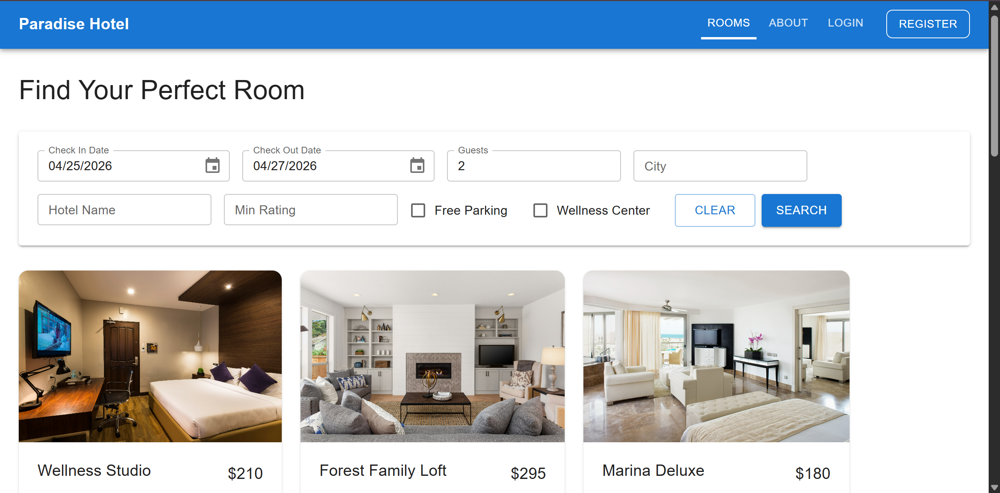 Paradise Hotel
ROOMS ABOUT LOGIN REGISTER
Find Your Perfect Room
Check In Date Check Out Date Guests
04/25/2026 04/27/2026 2 City
Hotel Name Min Rating Free Parking Wellness Center CLEAR SEARCH
Wellness Studio $210 Forest Family Loft $295 Marina Deluxe $180